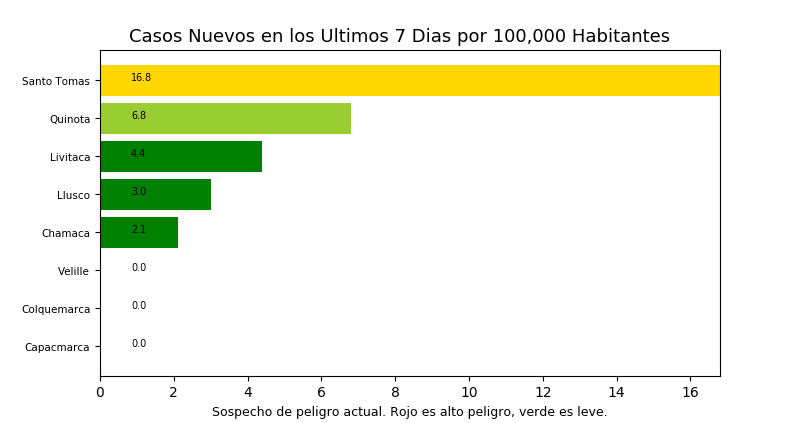 Casos Nuevos en los Ultimos 7 Dias por 100,000 Habitantes
Santo Tomas 16.8
Quinota 6.8
Livitaca 4.4
Llusco 3.0
Chamaca 2.1
Velille 0.0
Colquemarca 0.0
Capacmarca 0.0
0 2 4 6 8 10 12 14 16
Sospecho de peligro actual. Rojo es alto peligro, verde es leve.